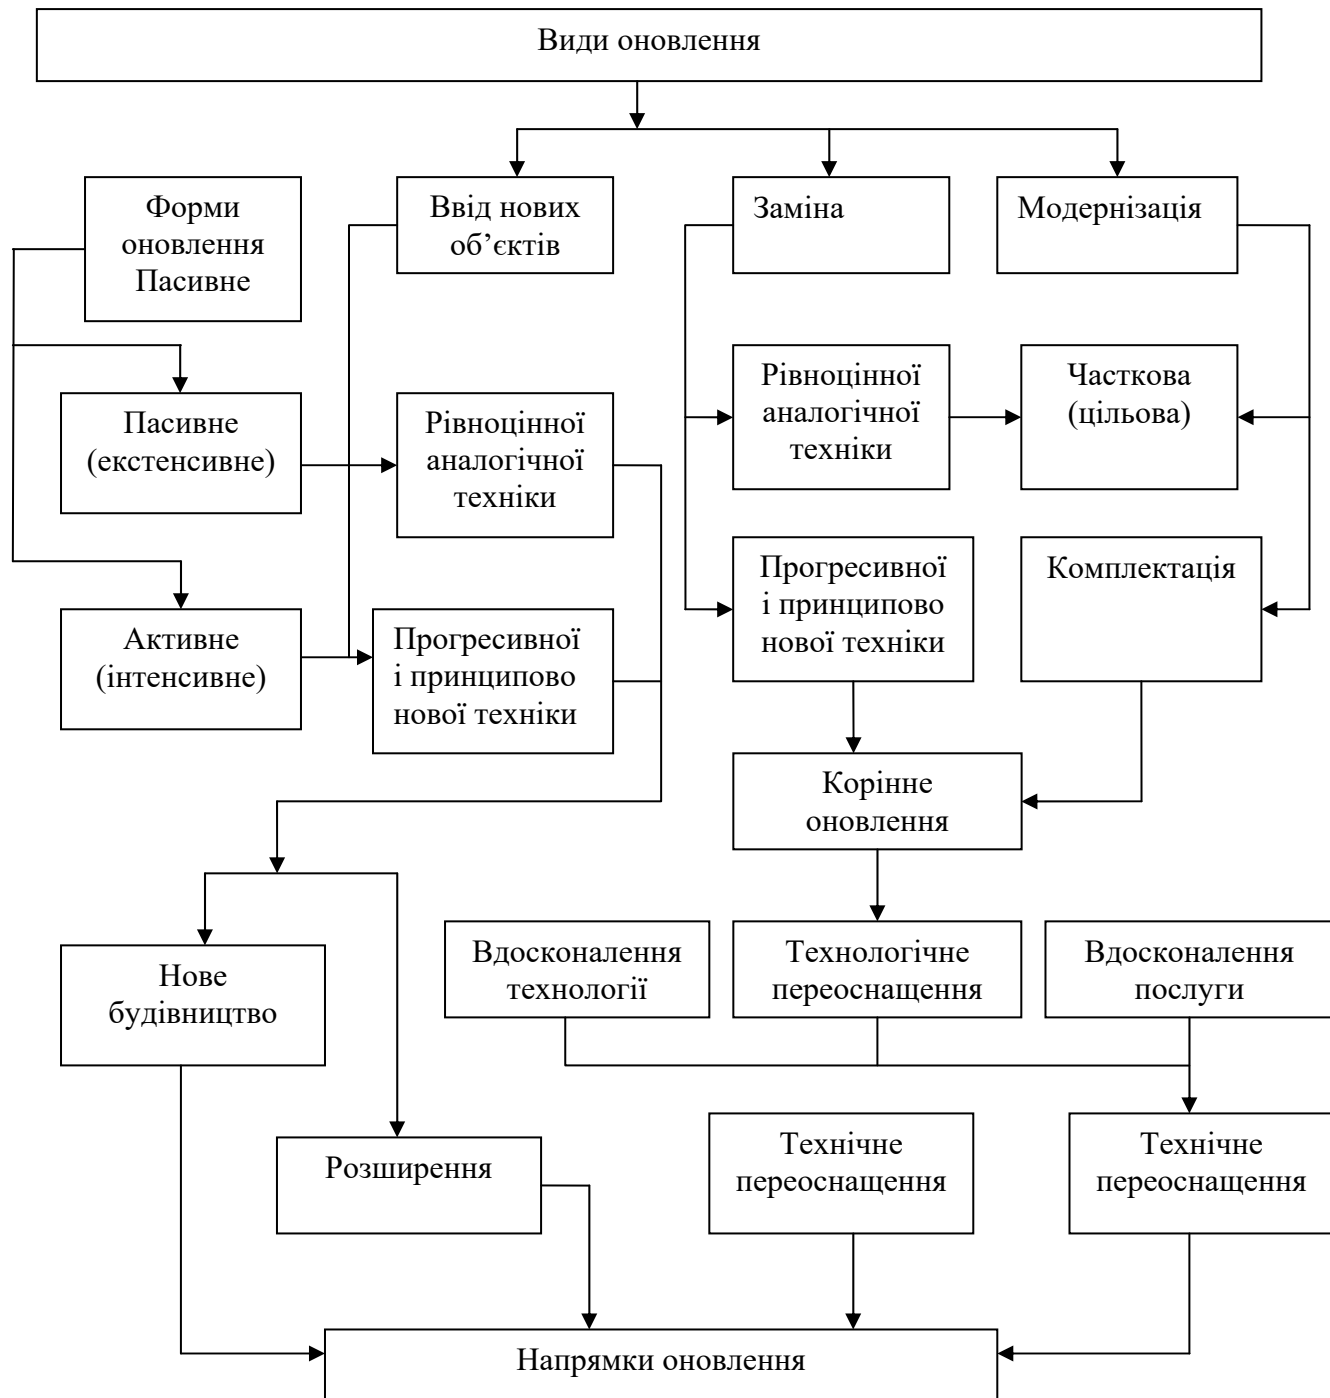 Види оновлення
Форми
оновлення
Пасивне
Ввід нових
об’єктів
Заміна
Модернізація
Пасивне
(екстенсивне)
Рівноцінної
аналогічної
техніки
Рівноцінної
аналогічної
техніки
Часткова
(цільова)
Активне
(інтенсивне)
Прогресивної
і принципово
нової техніки
Прогресивної
і принципово
нової техніки
Комплектація
Корінне
оновлення
Нове
будівництво
Вдосконалення
технології
Технологічне
переоснащення
Вдосконалення
послуги
Розширення
Технічне
переоснащення
Технічне
переоснащення
Напрямки оновлення